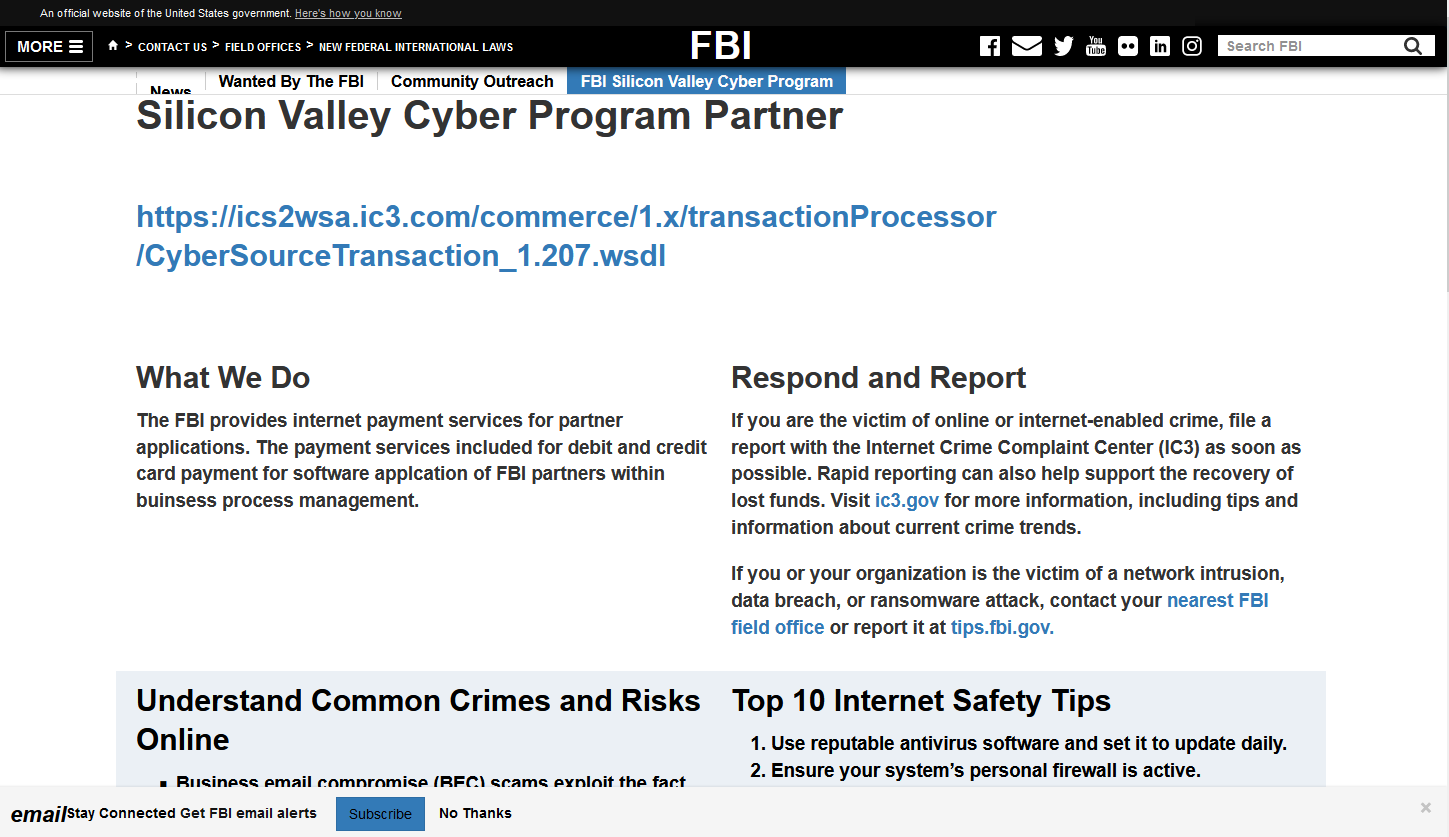 An official website of the United States government. Here's how you know
MORE
> CONTACT US > FIELD OFFICES > NEW FEDERAL INTERNATIONAL LAWS
FBI
You Tube
in
Search FBI
News
Wanted By The FBI
Community Outreach
FBI Silicon Valley Cyber Program
Silicon Valley Cyber Program Partner
https://ics2wsa.ic3.com/commerce/1.x/transactionProcessor
/CyberSourceTransaction_1.207.wsdl
What We Do
The FBI provides internet payment services for partner
applications. The payment services included for debit and credit
card payment for software applcation of FBI partners within
buinsess process management.
Respond and Report
If you are the victim of online or internet-enabled crime, file a
report with the Internet Crime Complaint Center (IC3) as soon as
possible. Rapid reporting can also help support the recovery of
lost funds. Visit ic3.gov for more information, including tips and
information about current crime trends.
If you or your organization is the victim of a network intrusion,
data breach, or ransomware attack, contact your nearest FBI
field office or report it at tips.fbi.gov.
Understand Common Crimes and Risks
Online
Business email compromise (BEC) scams exploit the fact
Top 10 Internet Safety Tips
1. Use reputable antivirus software and set it to update daily.
2. Ensure your system's personal firewall is active.
email Stay Connected Get FBI email alerts
Subscribe
No Thanks
×